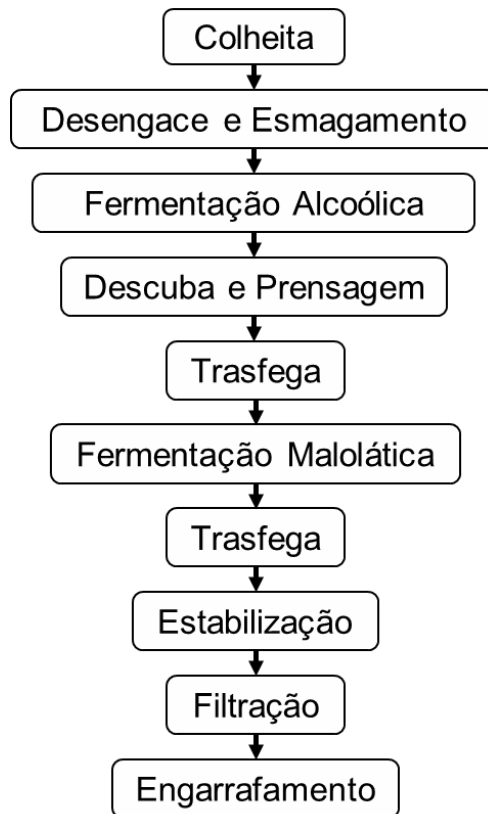 Colheita
Desengace e Esmagamento
Fermentação Alcoólica
Descuba e Prensagem
Trasfega
Fermentação Malolática
Trasfega
Estabilização
Filtração
Engarrafamento